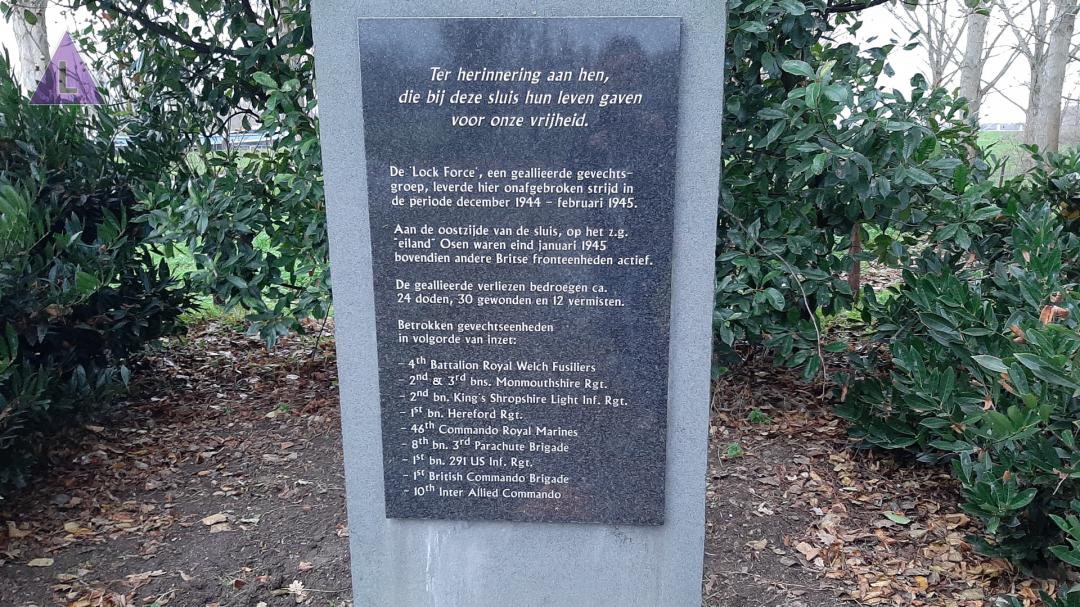 L
Ter herinnering aan hen,
die bij deze sluis hun leven gaven
voor onze vrijheid.
De 'Lock Force', een geallieerde gevechts-
groep, leverde hier onafgebroken strijd in
de periode december 1944 – februari 1945.
Aan de oostzijde van de sluis, op het z.g.
"eiland" Osen waren eind januari 1945
bovendien andere Britse fronteenheden actief.
De geallieerde verliezen bedroegen ca.
24 doden, 30 gewonden en 12 vermisten.
Betrokken gevechtseenheden
in volgorde van inzet:
– 4th Battalion Royal Welch Fusiliers
– 2nd & 3rd bns. Monmouthshire Rgt.
– 2nd bn. King's Shropshire Light Inf. Rgt.
– 1st bn. Hereford Rgt.
– 46th Commando Royal Marines
– 8th bn. 3rd Parachute Brigade
– 1st bn. 291 US Inf. Rgt.
– 1st British Commando Brigade
– 10th Inter Allied Commando